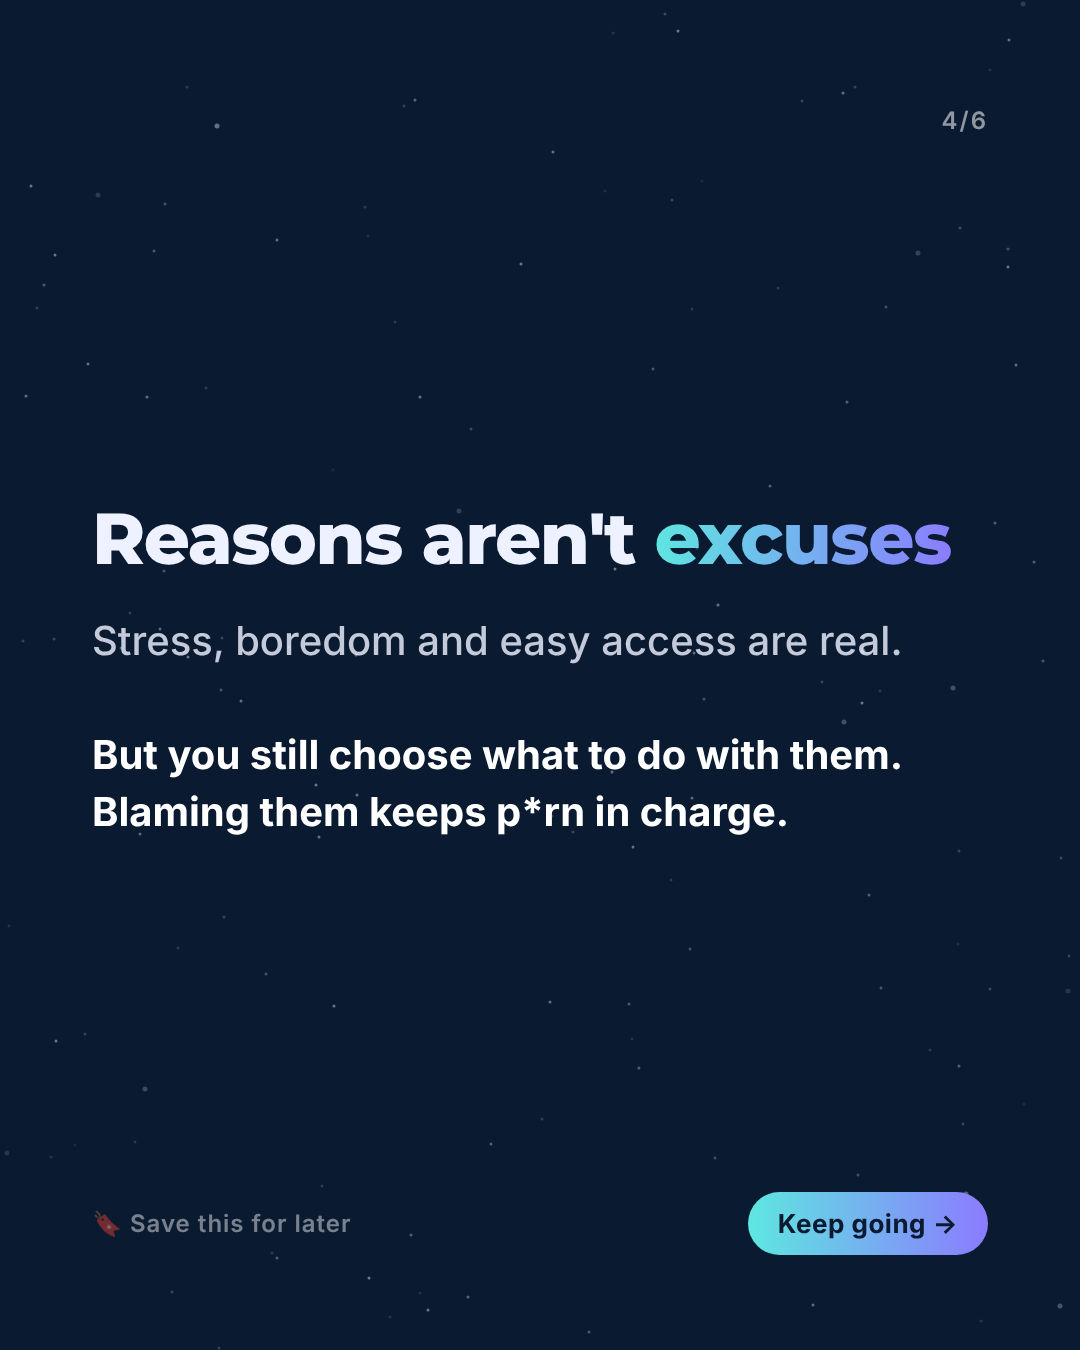 4/6
Reasons aren't excuses
Stress, boredom and easy access are real.
But you still choose what to do with them.
Blaming them keeps p*rn in charge.
🔖 Save this for later
Keep going →